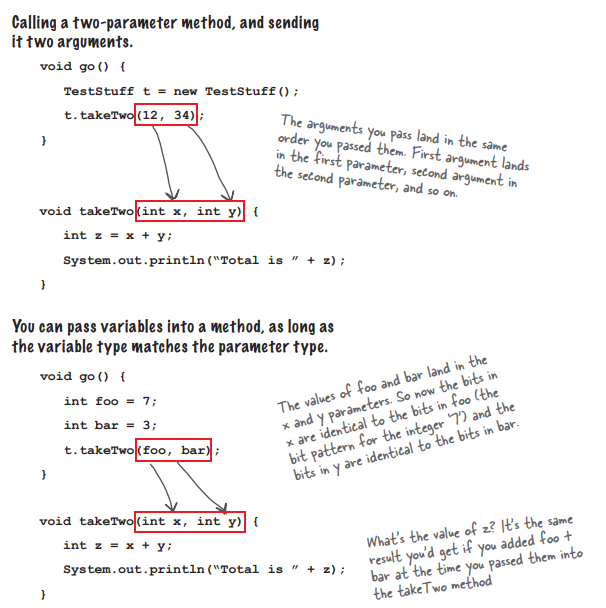 Calling a two-parameter method, and sending
it two arguments.
void go() {
TestStuff t = new TestStuff();
t.takeTwo(12, 34);
}
The arguments you pass land in the same
order you passed them. First argument lands
in the first parameter, second argument in
the second parameter, and so on.
void takeTwo(int x, int y) {
int z = x + y;
System.out.println(“Total is ” + z);
}
You can pass variables into a method, as long as
the variable type matches the parameter type.
void go() {
int foo = 7;
int bar = 3;
t.takeTwo(foo, bar);
}
The values of foo and bar land in the
x and y parameters. So now the bits in
x are identical to the bits in foo (the
bit pattern for the integer ‘7’) and the
bits in y are identical to the bits in bar.
void takeTwo(int x, int y) {
int z = x + y;
System.out.println(“Total is ” + z);
}
What’s the value of z? It’s the same
result you’d get if you added foo +
bar at the time you passed them into
the takeTwo method